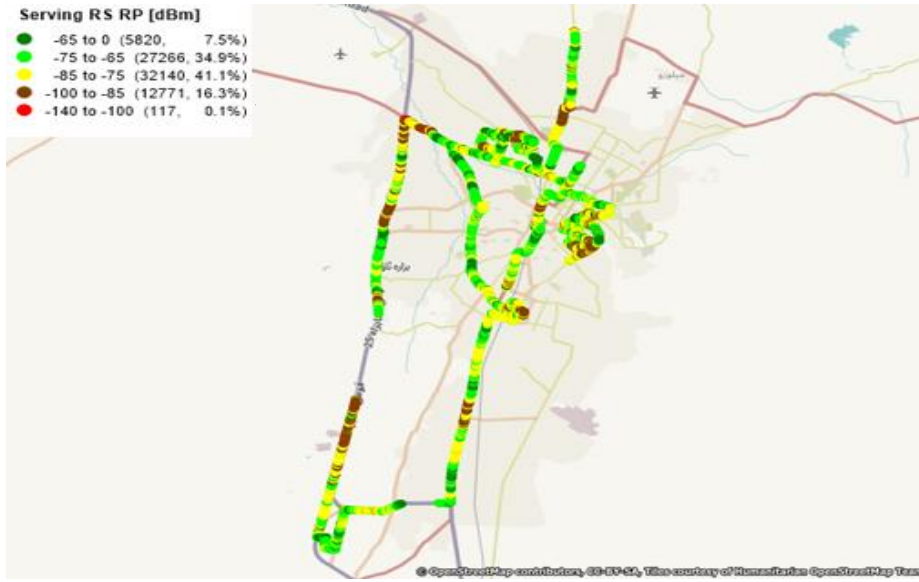 Serving RS RP [dBm]
-65 to 0 (5820, 7.5%)
-75 to -65 (27266, 34.9%)
-85 to -75 (32140, 41.1%)
-100 to -85 (12771, 16.3%)
-140 to -100 (117, 0.1%)
© OpenStreetMap contributors, CC-BY-SA, Tiles courtesy of Humanitarian OpenStreetMap Team